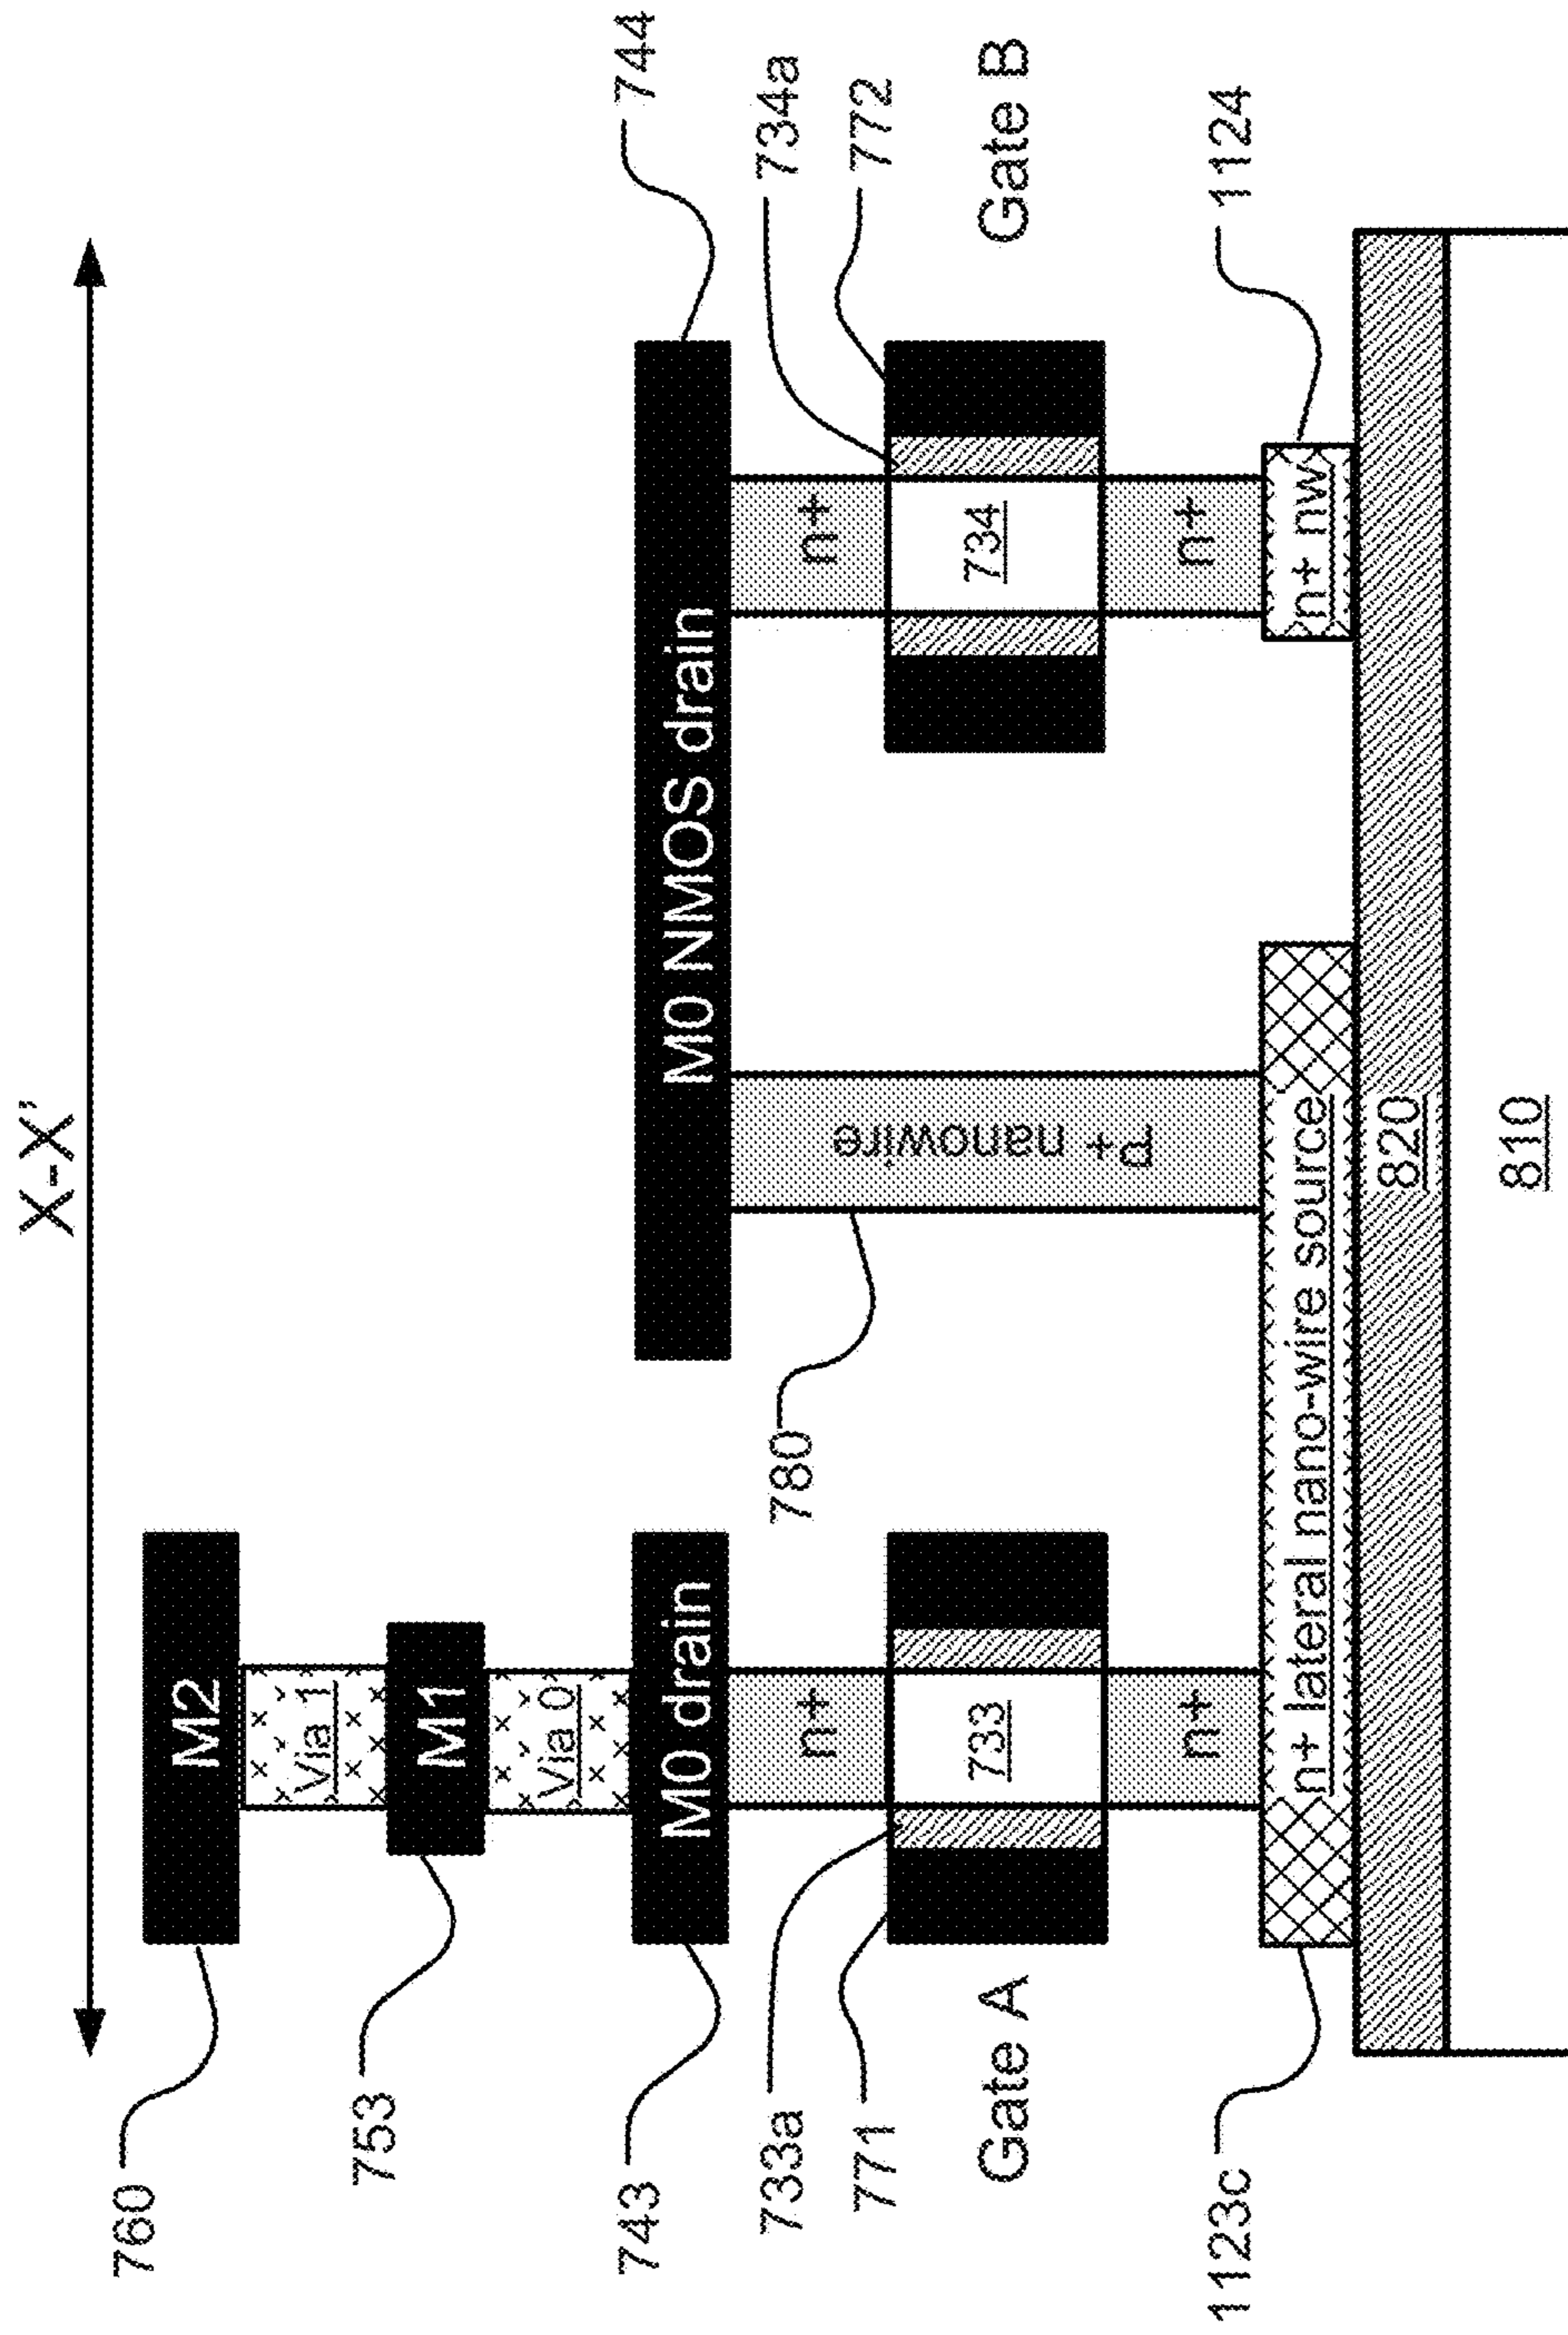 X-X'
760
M2
Via 1
753
M1
Via 0
743
M0 drain
M0 NMOS drain
744
733a
n+
780
P+ nanowire
n+
734a
771
772
Gate A
733
734
Gate B
n+
n+
1123c
n+ lateral nano-wire source
n+ nw
1124
820
810